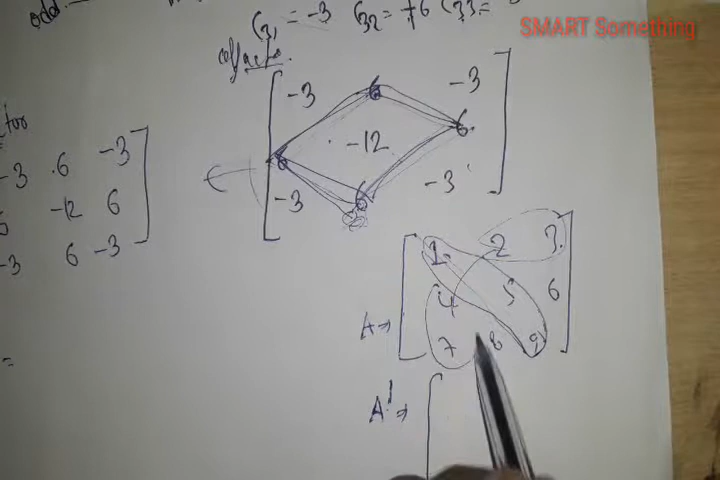 SMART Something
odd.
C31 = -3 C32 = +6 C33 =
-3 6 -3
6 -12 6
-3 6 -3
-3 6 -3
-12 6
-3 6 -3
A => 1 2 3
4 5 6
7 8 9
A' =>
=